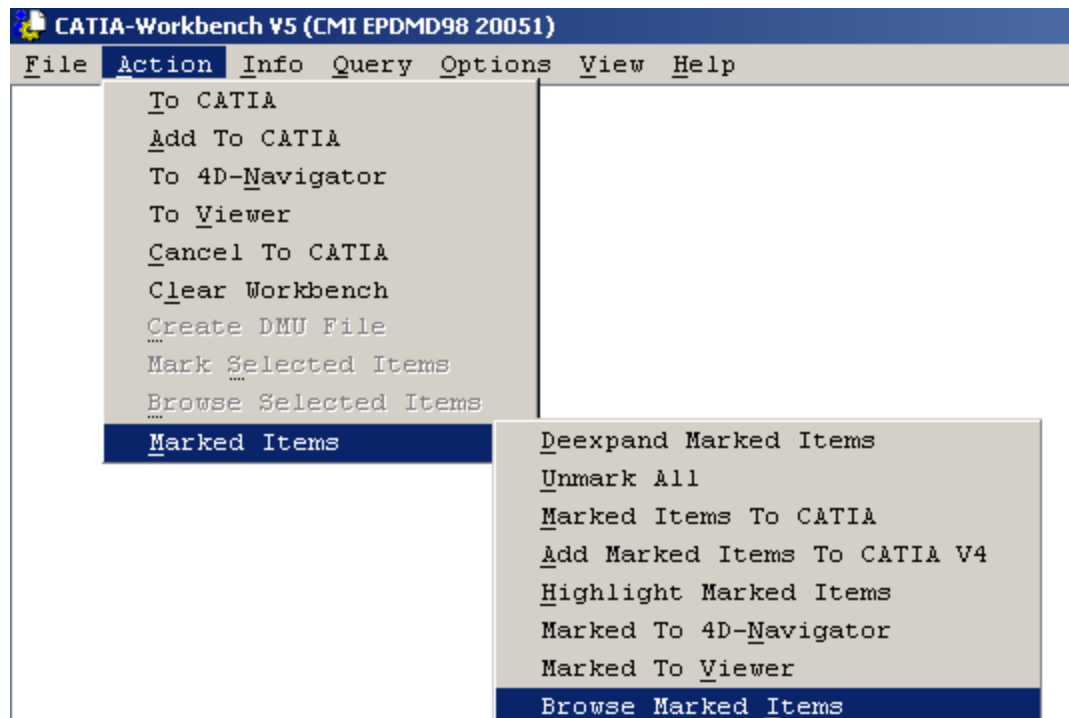 CATIA-Workbench V5 (CMI EPDMD98 20051)
File Action Info Query Options View Help
To CATIA
Add To CATIA
To 4D-Navigator
To Viewer
Cancel To CATIA
Clear Workbench
Create DMU File
Mark Selected Items
Browse Selected Items
Marked Items
Deexpand Marked Items
Unmark All
Marked Items To CATIA
Add Marked Items To CATIA V4
Highlight Marked Items
Marked To 4D-Navigator
Marked To Viewer
Browse Marked Items